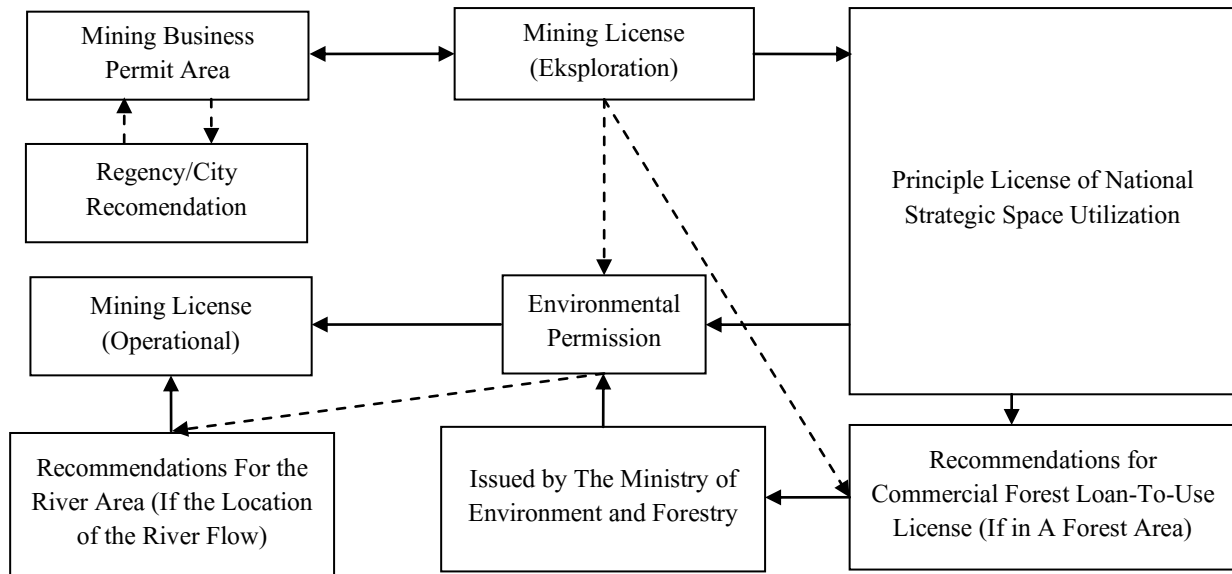 Mining Business
Permit Area
Mining License
(Eksploration)
Regency/City
Recomendation
Principle License of National
Strategic Space Utilization
Mining License
(Operational)
Environmental
Permission
Recommendations For the
River Area (If the Location
of the River Flow)
Issued by The Ministry of
Environment and Forestry
Recommendations for
Commercial Forest Loan-To-Use
License (If in A Forest Area)